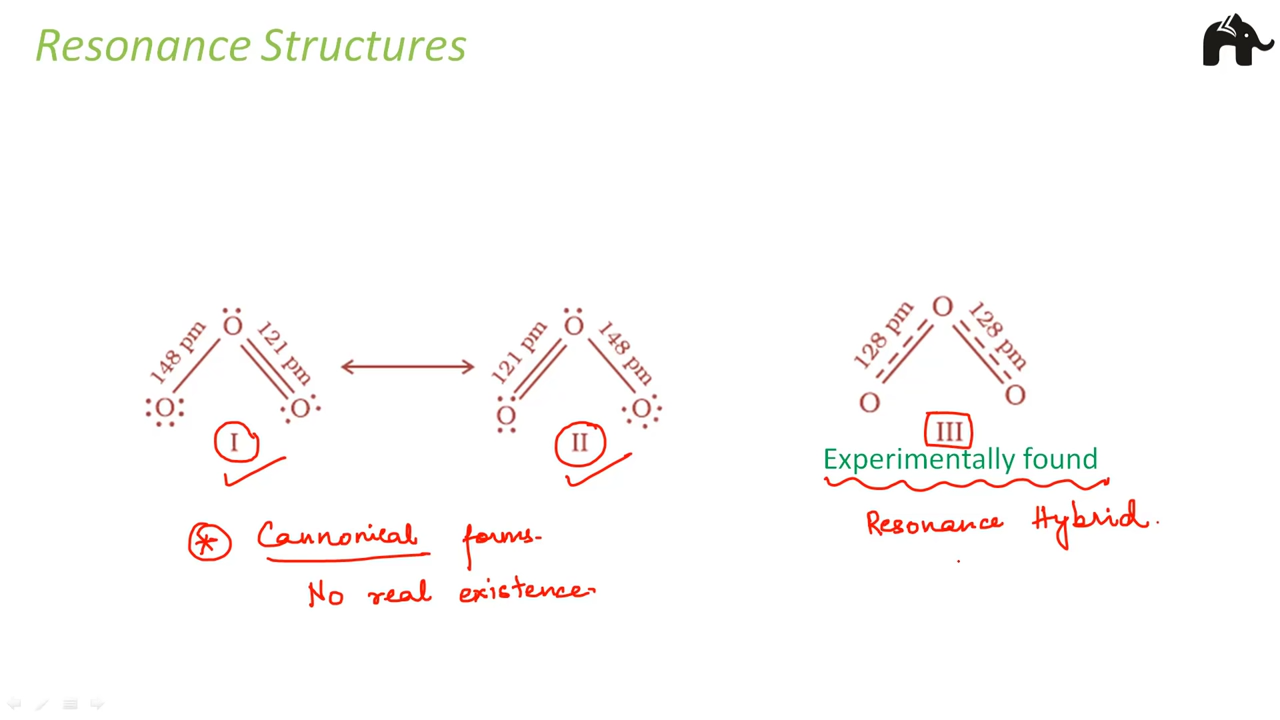 Resonance Structures
148 pm
O
121 pm
O
O
I
121 pm
O
148 pm
O
O
II
128 pm
O
128 pm
O
O
III
Experimentally found
Resonance Hybrid.
* Cannonical forms.
No real existence.